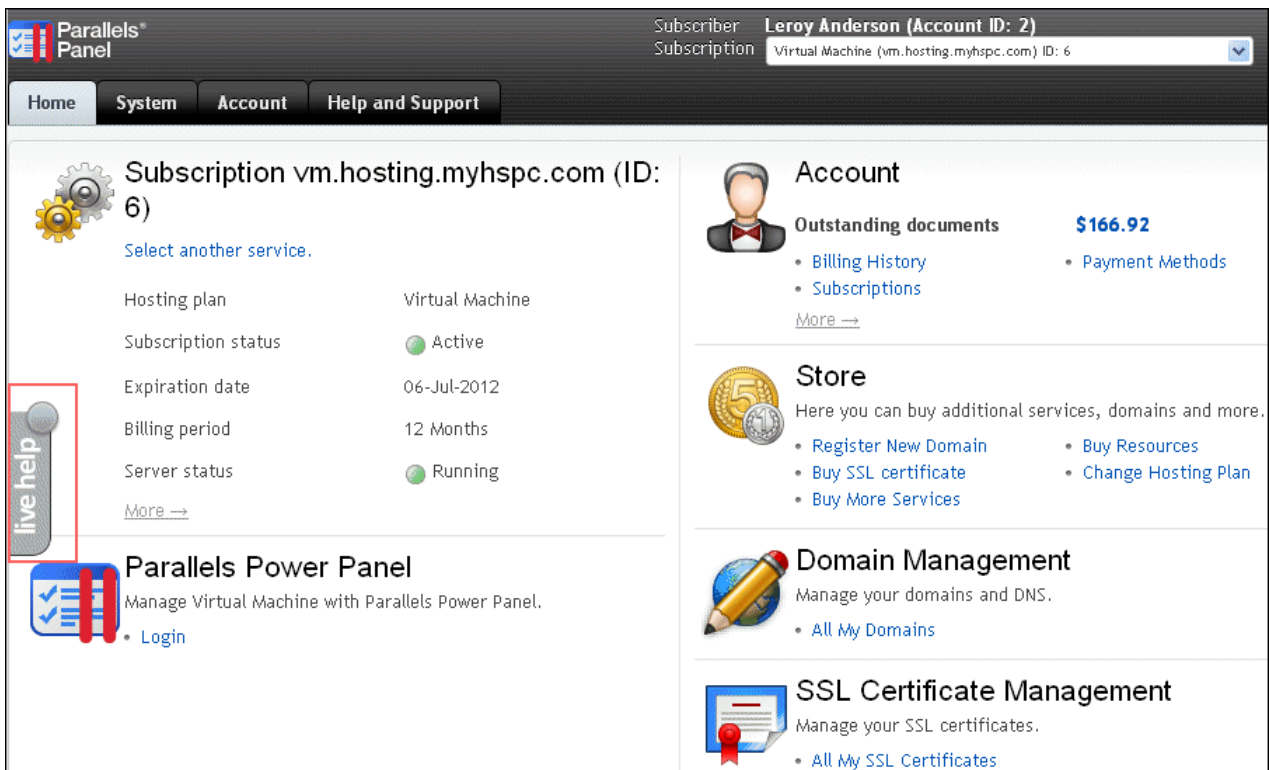 Parallels®
Panel
Subscriber Leroy Anderson (Account ID: 2)
Subscription Virtual Machine (vm.hosting.myhspc.com) ID: 6
Home System Account Help and Support
Subscription vm.hosting.myhspc.com (ID:
6)
Select another service.
Hosting plan Virtual Machine
Subscription status Active
Expiration date 06-Jul-2012
Billing period 12 Months
Server status Running
More →
live help
Parallels Power Panel
Manage Virtual Machine with Parallels Power Panel.
• Login
Account
Outstanding documents $166.92
• Billing History • Payment Methods
• Subscriptions
More →
5
1
Store
Here you can buy additional services, domains and more.
• Register New Domain • Buy Resources
• Buy SSL certificate • Change Hosting Plan
• Buy More Services
Domain Management
Manage your domains and DNS.
• All My Domains
SSL Certificate Management
Manage your SSL certificates.
• All My SSL Certificates